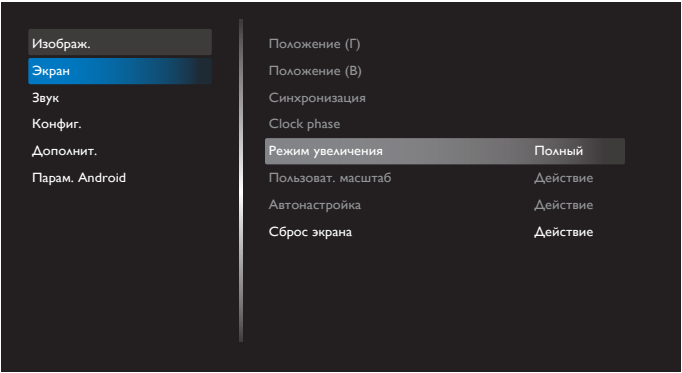 Изображ.
Экран
Звук
Конфиг.
Дополнит.
Парам. Android
Положение (Г)
Положение (В)
Синхронизация
Clock phase
Режим увеличения Полный
Пользоват. масштаб Действие
Автонастройка Действие
Сброс экрана Действие